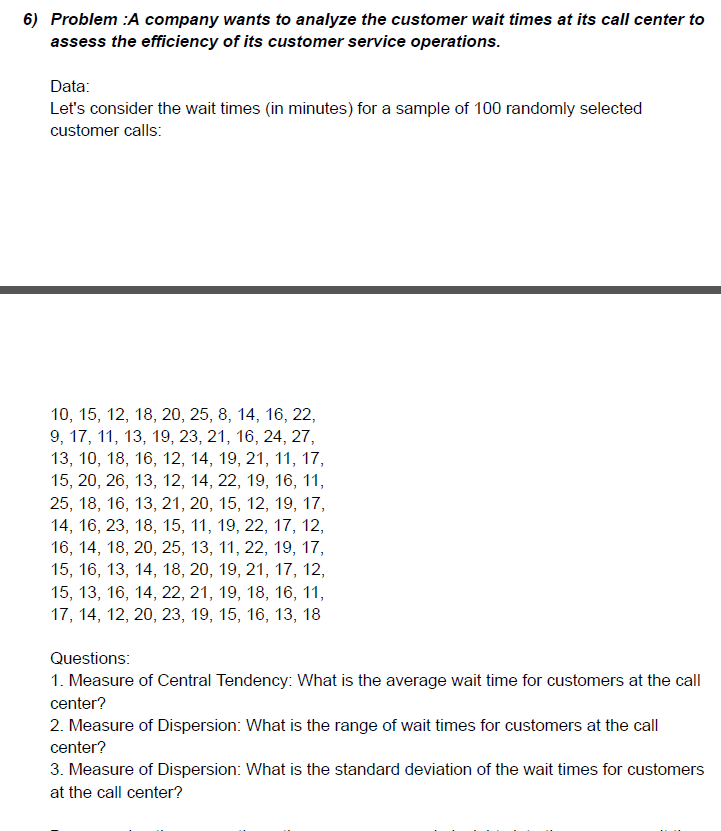 6) Problem :A company wants to analyze the customer wait times at its call center to
assess the efficiency of its customer service operations.
Data:
Let's consider the wait times (in minutes) for a sample of 100 randomly selected
customer calls:
10, 15, 12, 18, 20, 25, 8, 14, 16, 22,
9, 17, 11, 13, 19, 23, 21, 16, 24, 27,
13, 10, 18, 16, 12, 14, 19, 21, 11, 17,
15, 20, 26, 13, 12, 14, 22, 19, 16, 11,
25, 18, 16, 13, 21, 20, 15, 12, 19, 17,
14, 16, 23, 18, 15, 11, 19, 22, 17, 12,
16, 14, 18, 20, 25, 13, 11, 22, 19, 17,
15, 16, 13, 14, 18, 20, 19, 21, 17, 12,
15, 13, 16, 14, 22, 21, 19, 18, 16, 11,
17, 14, 12, 20, 23, 19, 15, 16, 13, 18
Questions:
1. Measure of Central Tendency: What is the average wait time for customers at the call
center?
2. Measure of Dispersion: What is the range of wait times for customers at the call
center?
3. Measure of Dispersion: What is the standard deviation of the wait times for customers
at the call center?